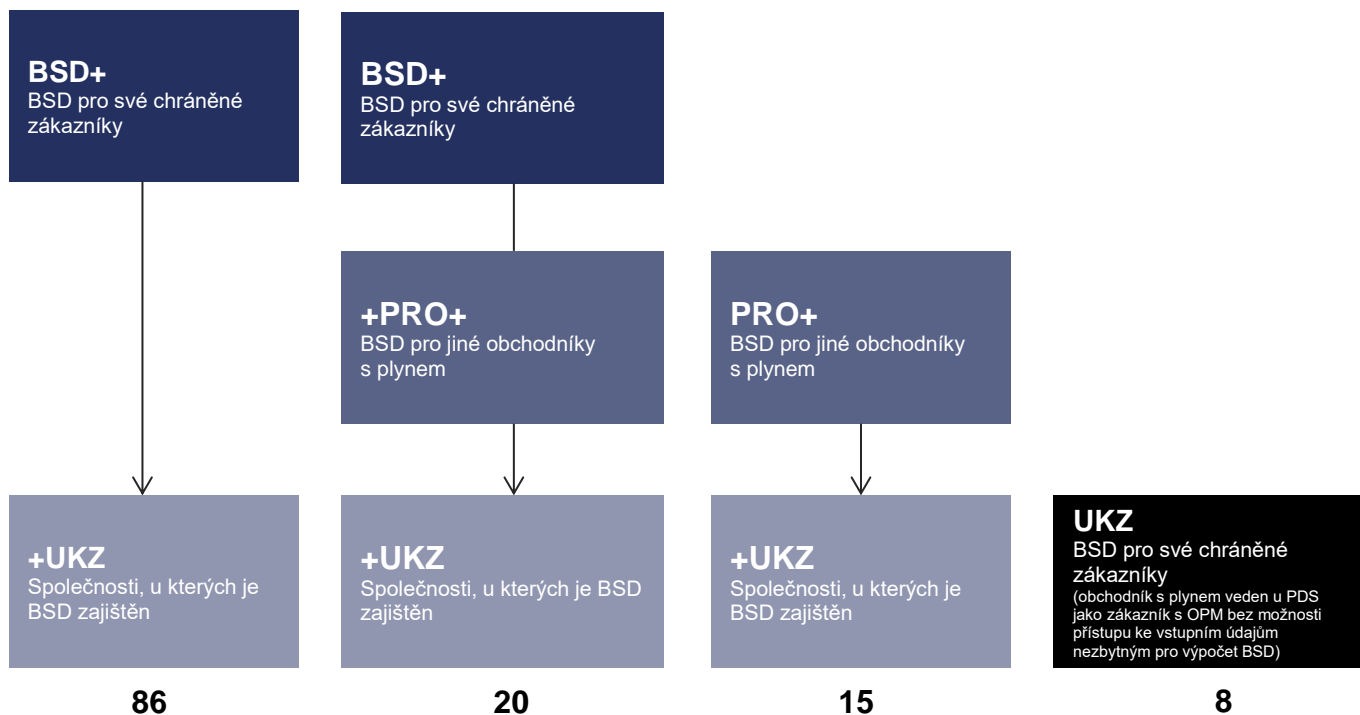 BSD+
BSD pro své chráněné
zákazníky
BSD+
BSD pro své chráněné
zákazníky
+PRO+
BSD pro jiné obchodníky
s plynem
PRO+
BSD pro jiné obchodníky
s plynem
+UKZ
Společnosti, u kterých je
BSD zajištěn
+UKZ
Společnosti, u kterých je BSD
zajištěn
+UKZ
Společnosti, u kterých je
BSD zajištěn
UKZ
BSD pro své chráněné
zákazníky
(obchodník s plynem veden u PDS
jako zákazník s OPM bez možnosti
přístupu ke vstupním údajům
nezbytným pro výpočet BSD)
86
20
15
8